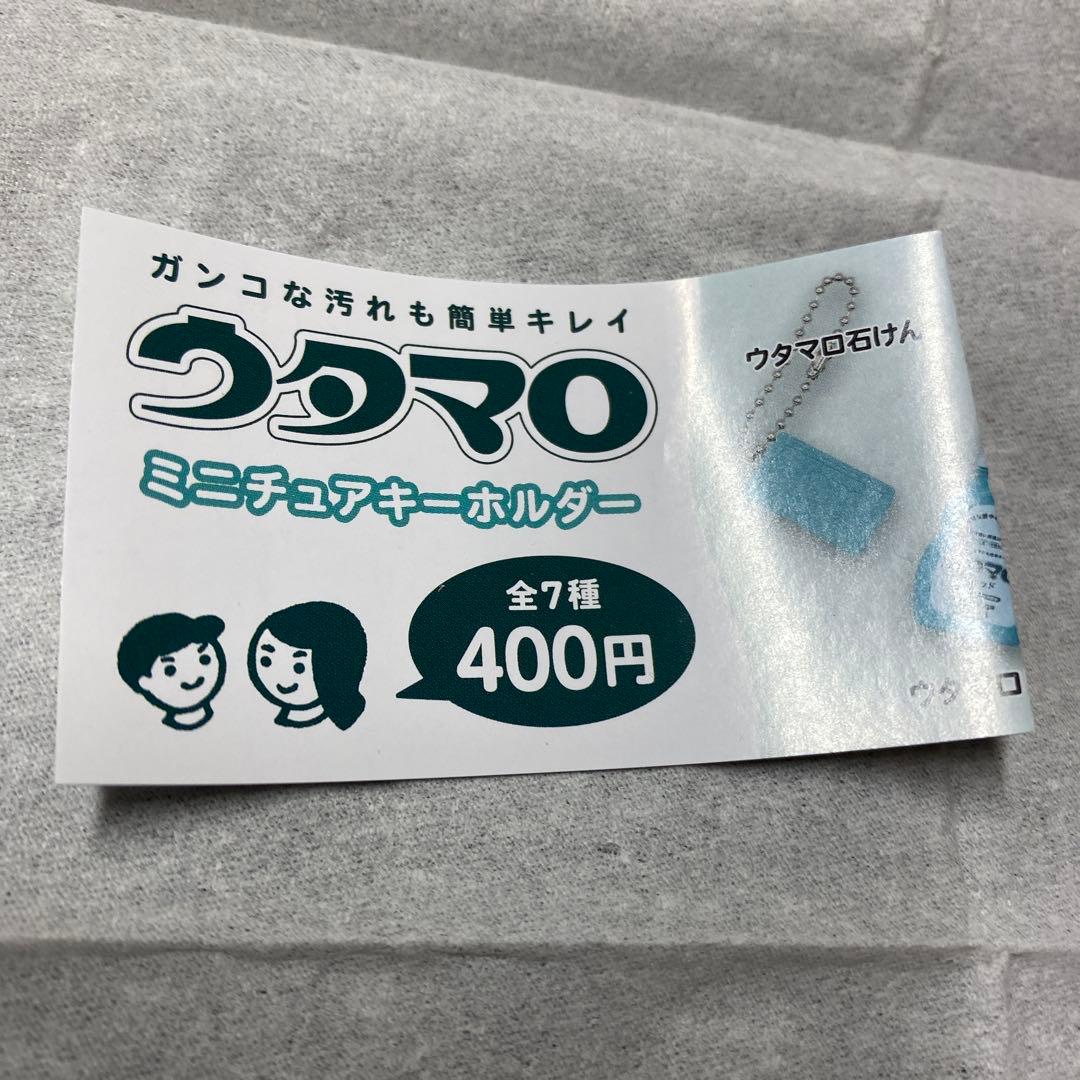 ガンコな汚れも簡単キレイ
ウタマロ
ミニチュアキーホルダー
全7種
400円
ウタマロ石けん